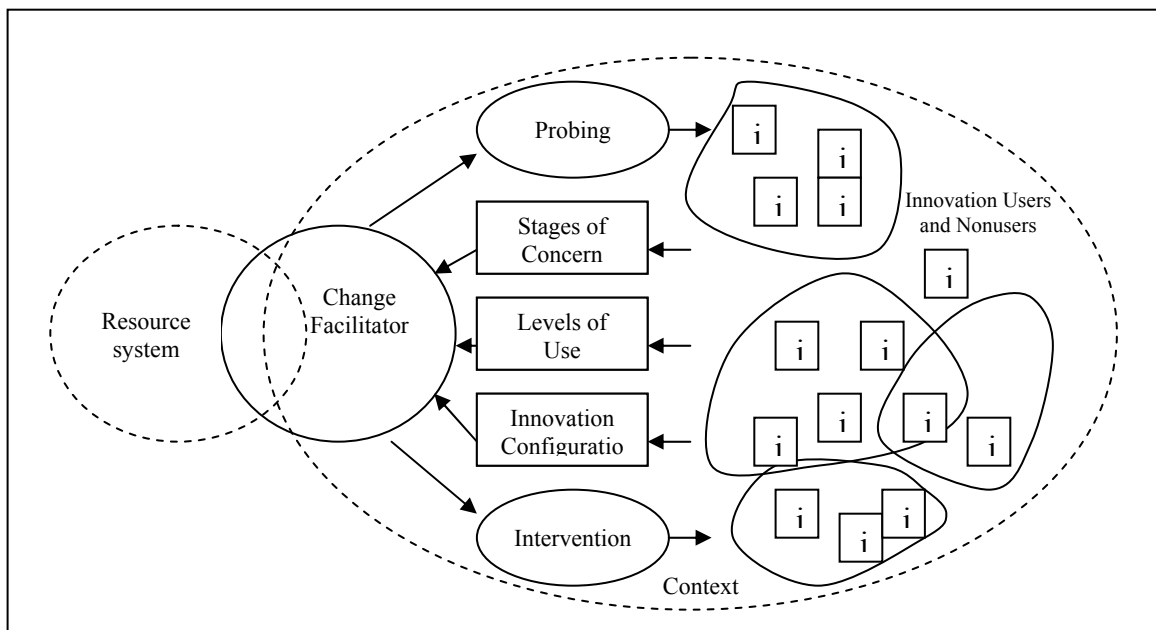 Probing
i
i
i
i
Innovation Users
and Nonusers
i
Stages of
Concern
Resource
system
Change
Facilitator
Levels of
Use
i
i
Innovation
Configuratio
i
i
i
i
Intervention
i
i
i
Context